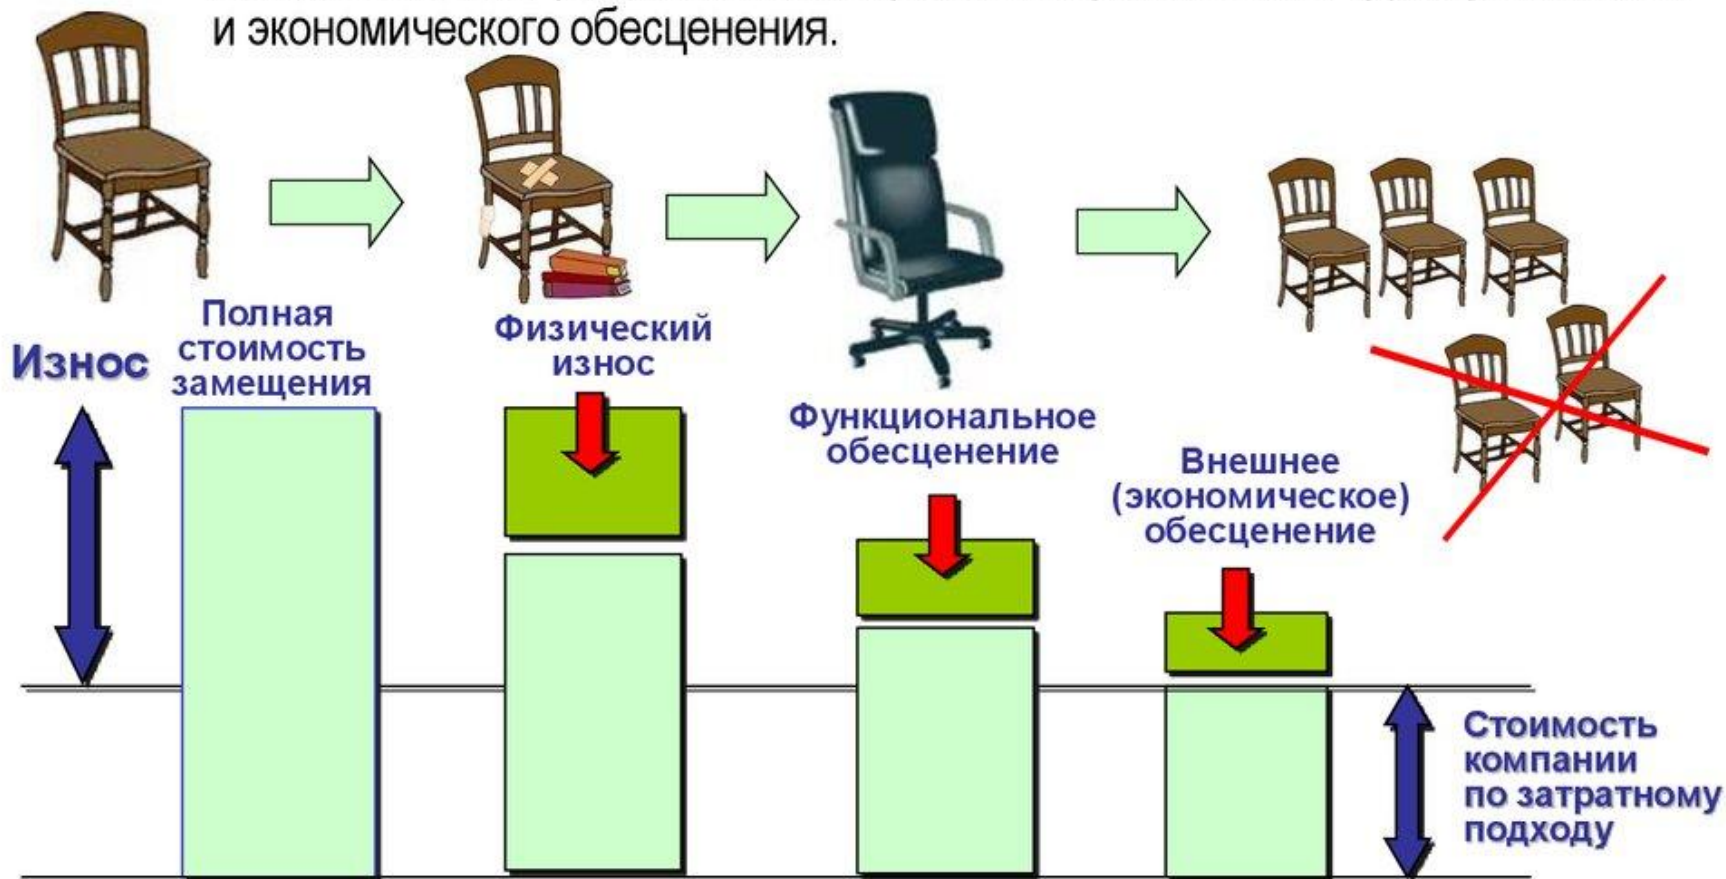 и экономического обесценения.
Износ
Полная
стоимость
замещения
Физический
износ
Функциональное
обесценение
Внешнее
(экономическое)
обесценение
Стоимость
компании
по затратному
подходу